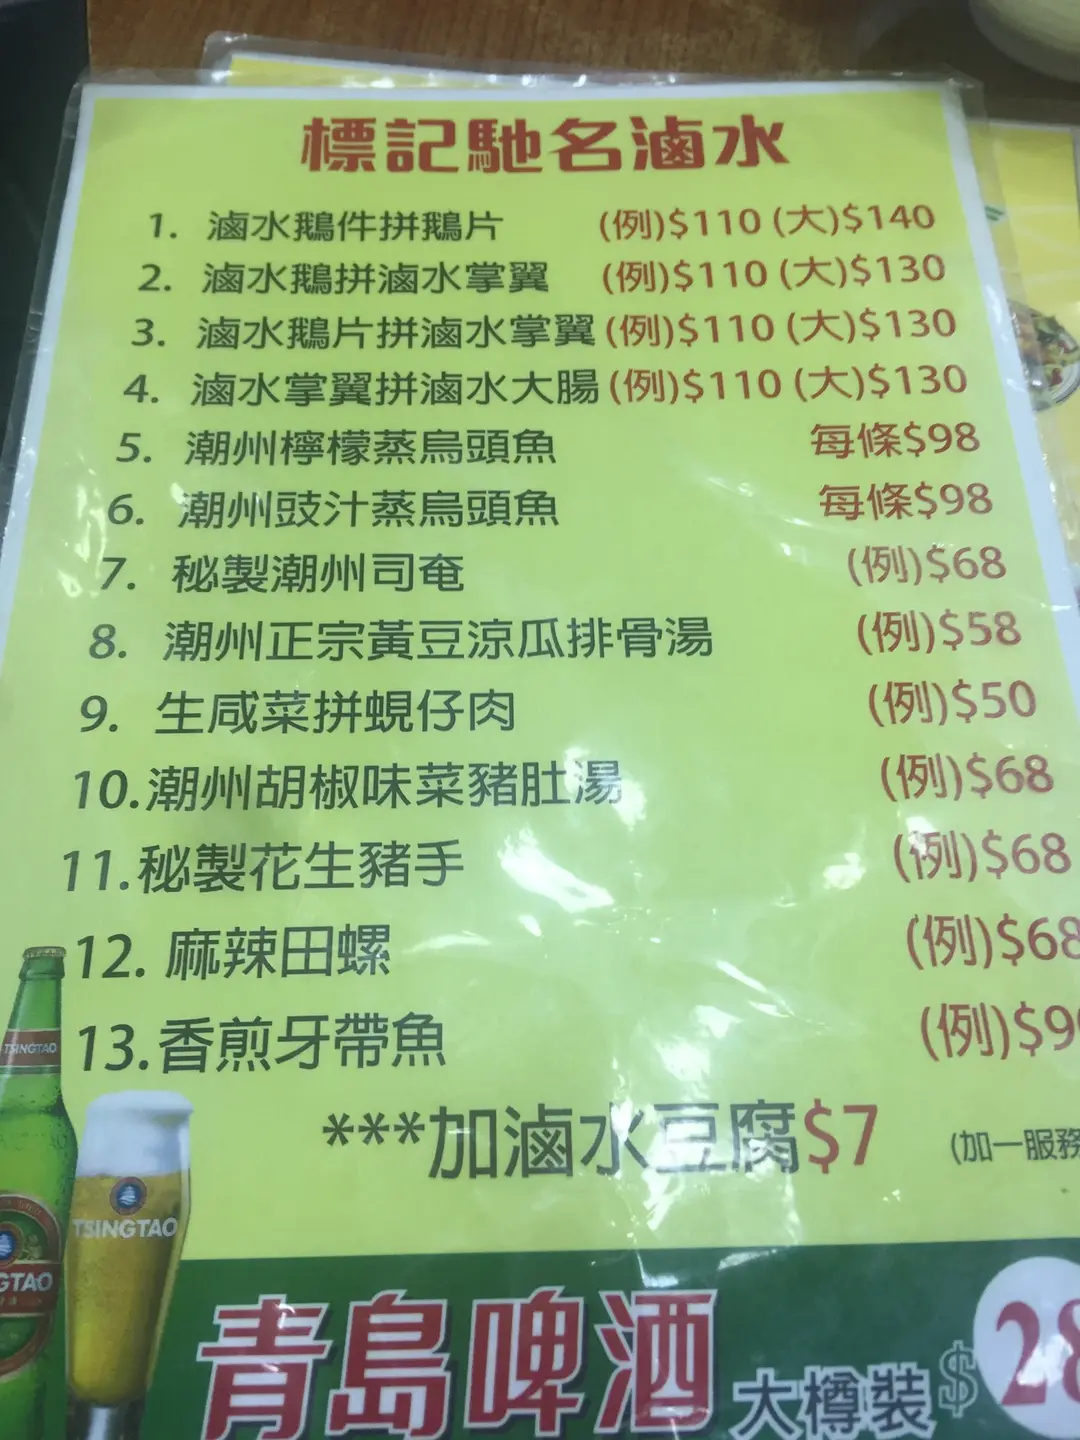 標記馳名滷水
1. 滷水鵝件拼鵝片 (例)$110 (大)$140
2. 滷水鵝拼滷水掌翼 (例)$110 (大)$130
3. 滷水鵝片拼滷水掌翼 (例)$110 (大)$130
4. 滷水掌翼拼滷水大腸 (例)$110 (大)$130
5. 潮州檸檬蒸烏頭魚 每條$98
6. 潮州豉汁蒸烏頭魚 每條$98
7. 秘製潮州司奄 (例)$68
8. 潮州正宗黃豆涼瓜排骨湯 (例)$58
9. 生咸菜拼蜆仔肉 (例)$50
10.潮州胡椒味菜豬肚湯 (例)$68
11.秘製花生豬手 (例)$68
12. 麻辣田螺 (例)$68
13.香煎牙帶魚 (例)$9
***加滷水豆腐$7 (加一服務
TSINGTAO
TSINGTAO
GTAO
青島啤酒 大樽裝 $28